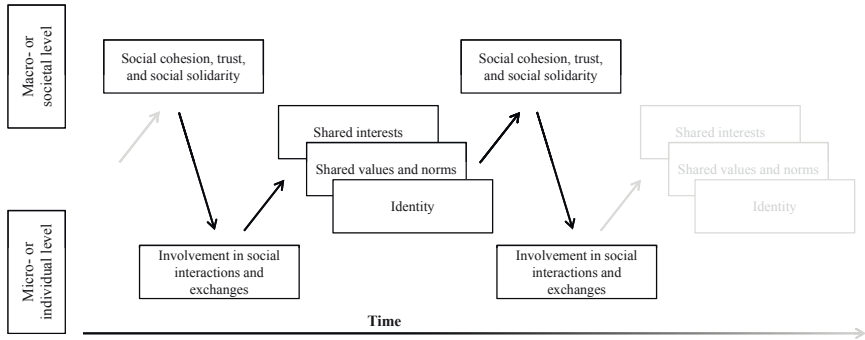 Macro- or
societal level
Social cohesion, trust,
and social solidarity
Shared interests
Shared values and norms
Identity
Social cohesion, trust,
and social solidarity
Shared interests
Shared values and norms
Identity
Micro- or
individual level
Involvement in social
interactions and
exchanges
Involvement in social
interactions and
exchanges
Time